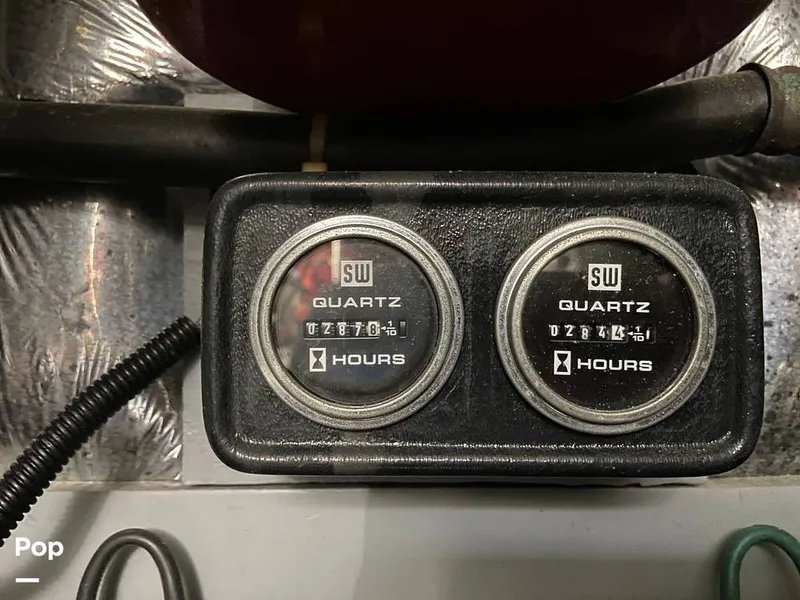 SW
QUARTZ
02878 1/10
HOURS
SW
QUARTZ
02844 1/10
HOURS
Pop